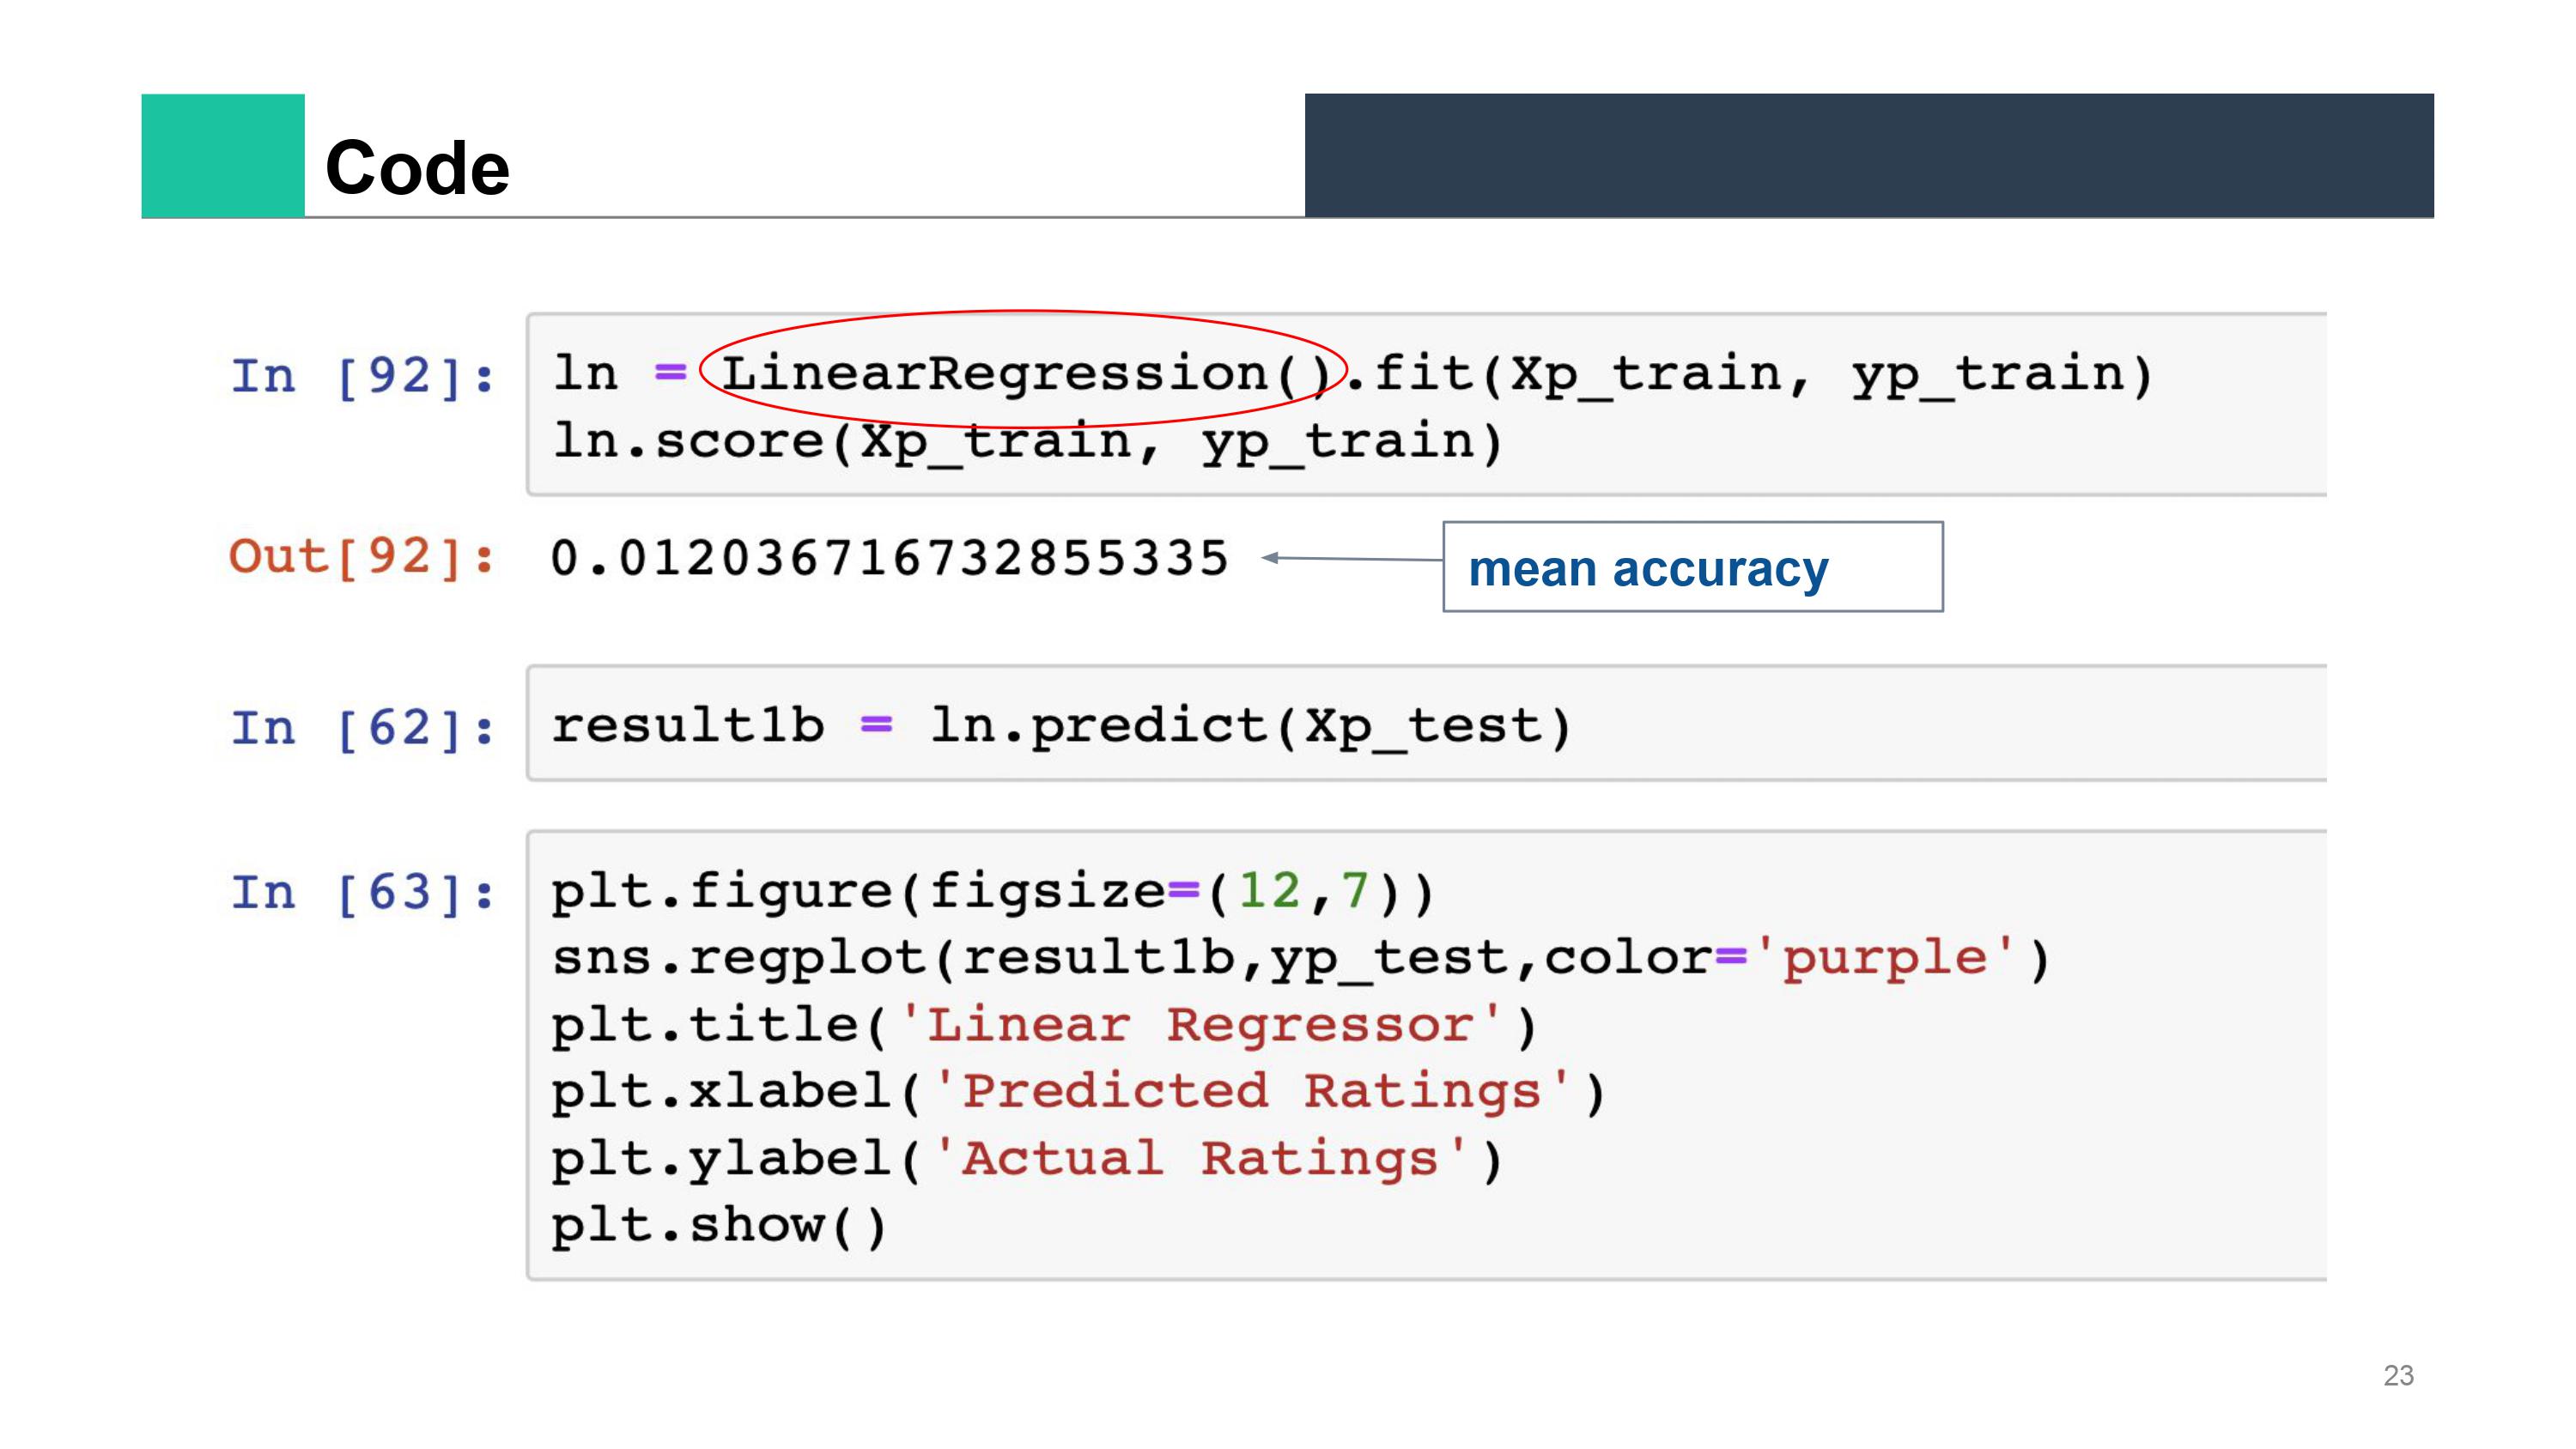 Code
In [92]: ln = LinearRegression().fit(Xp_train, yp_train)
ln.score(Xp_train, yp_train)
Out[92]: 0.012036716732855335
mean accuracy
In [62]: result1b = ln.predict(Xp_test)
In [63]: plt.figure(figsize=(12,7))
sns.regplot(result1b,yp_test,color='purple')
plt.title('Linear Regressor')
plt.xlabel('Predicted Ratings')
plt.ylabel('Actual Ratings')
plt.show()
23